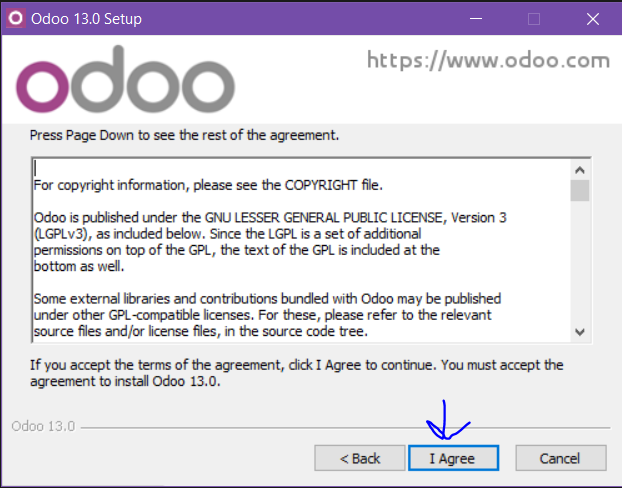 Odoo 13.0 Setup
odoo
https://www.odoo.com
Press Page Down to see the rest of the agreement.
For copyright information, please see the COPYRIGHT file.
Odoo is published under the GNU LESSER GENERAL PUBLIC LICENSE, Version 3
(LGPLv3), as included below. Since the LGPL is a set of additional
permissions on top of the GPL, the text of the GPL is included at the
bottom as well.
Some external libraries and contributions bundled with Odoo may be published
under other GPL-compatible licenses. For these, please refer to the relevant
source files and/or license files, in the source code tree.
If you accept the terms of the agreement, click I Agree to continue. You must accept the
agreement to install Odoo 13.0.
Odoo 13.0
< Back
I Agree
Cancel